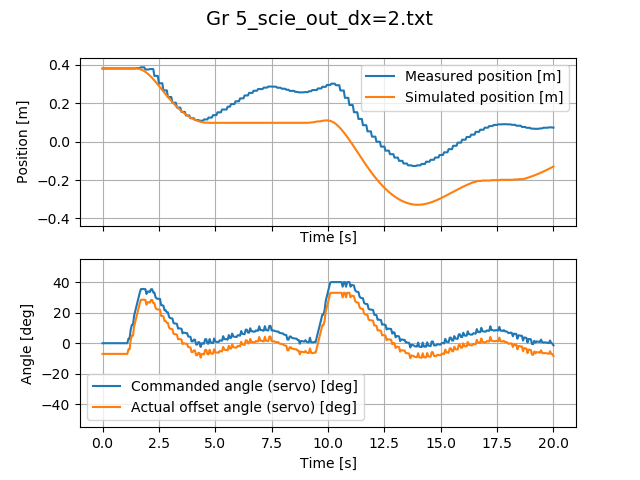 Gr 5_scie_out_dx=2.txt
0.4
0.2
0.0
−0.2
−0.4
Position [m]
Measured position [m]
Simulated position [m]
Time [s]
40
20
0
−20
−40
Angle [deg]
Commanded angle (servo) [deg]
Actual offset angle (servo) [deg]
0.0 2.5 5.0 7.5 10.0 12.5 15.0 17.5 20.0
Time [s]